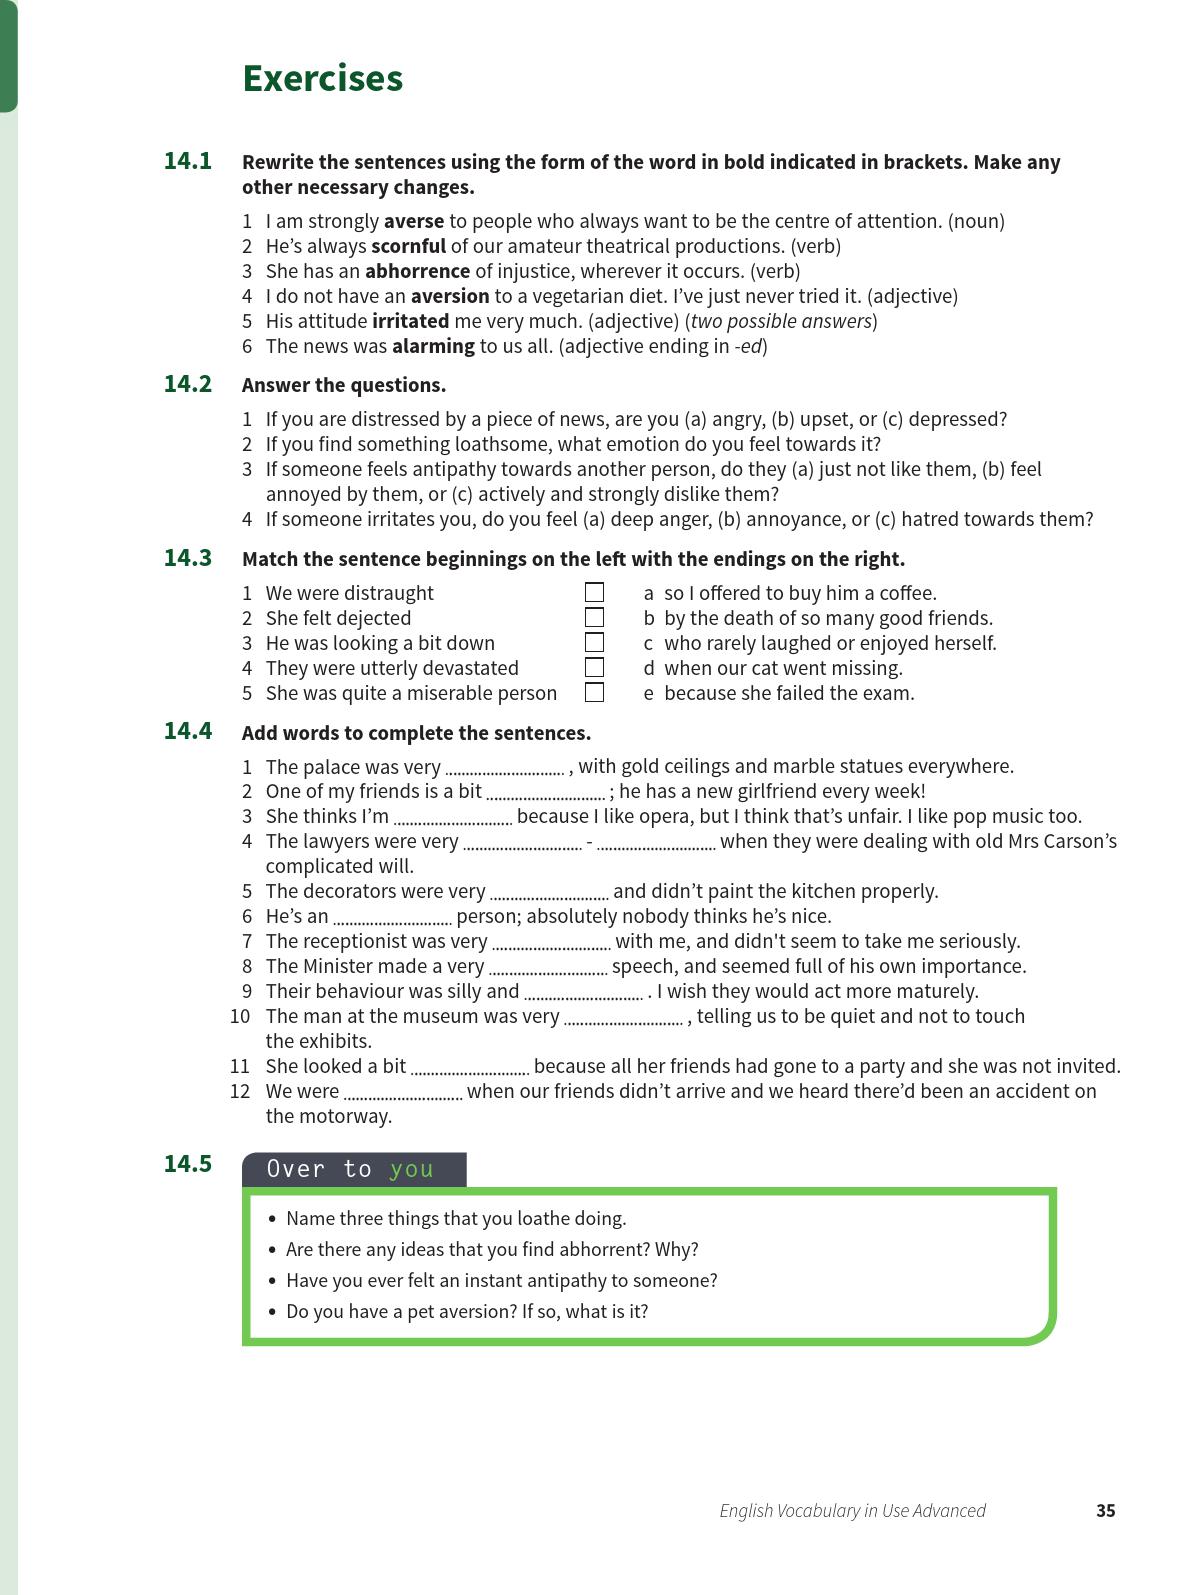 Exercises
14.1 Rewrite the sentences using the form of the word in bold indicated in brackets. Make any
other necessary changes.
1 I am strongly averse to people who always want to be the centre of attention. (noun)
2 He’s always scornful of our amateur theatrical productions. (verb)
3 She has an abhorrence of injustice, wherever it occurs. (verb)
4 I do not have an aversion to a vegetarian diet. I’ve just never tried it. (adjective)
5 His attitude irritated me very much. (adjective) (two possible answers)
6 The news was alarming to us all. (adjective ending in -ed)
14.2 Answer the questions.
1 If you are distressed by a piece of news, are you (a) angry, (b) upset, or (c) depressed?
2 If you find something loathsome, what emotion do you feel towards it?
3 If someone feels antipathy towards another person, do they (a) just not like them, (b) feel
annoyed by them, or (c) actively and strongly dislike them?
4 If someone irritates you, do you feel (a) deep anger, (b) annoyance, or (c) hatred towards them?
14.3 Match the sentence beginnings on the left with the endings on the right.
1 We were distraught a so I offered to buy him a coffee.
2 She felt dejected b by the death of so many good friends.
3 He was looking a bit down c who rarely laughed or enjoyed herself.
4 They were utterly devastated d when our cat went missing.
5 She was quite a miserable person e because she failed the exam.
14.4 Add words to complete the sentences.
1 The palace was very ............................ , with gold ceilings and marble statues everywhere.
2 One of my friends is a bit ............................ ; he has a new girlfriend every week!
3 She thinks I’m ............................ because I like opera, but I think that’s unfair. I like pop music too.
4 The lawyers were very ............................ - ............................ when they were dealing with old Mrs Carson’s
complicated will.
5 The decorators were very ............................ and didn’t paint the kitchen properly.
6 He’s an ............................ person; absolutely nobody thinks he’s nice.
7 The receptionist was very ............................ with me, and didn't seem to take me seriously.
8 The Minister made a very ............................ speech, and seemed full of his own importance.
9 Their behaviour was silly and ............................ . I wish they would act more maturely.
10 The man at the museum was very ............................ , telling us to be quiet and not to touch
the exhibits.
11 She looked a bit ............................ because all her friends had gone to a party and she was not invited.
12 We were ............................ when our friends didn’t arrive and we heard there’d been an accident on
the motorway.
14.5 Over to you
• Name three things that you loathe doing.
• Are there any ideas that you find abhorrent? Why?
• Have you ever felt an instant antipathy to someone?
• Do you have a pet aversion? If so, what is it?
English Vocabulary in Use Advanced 35